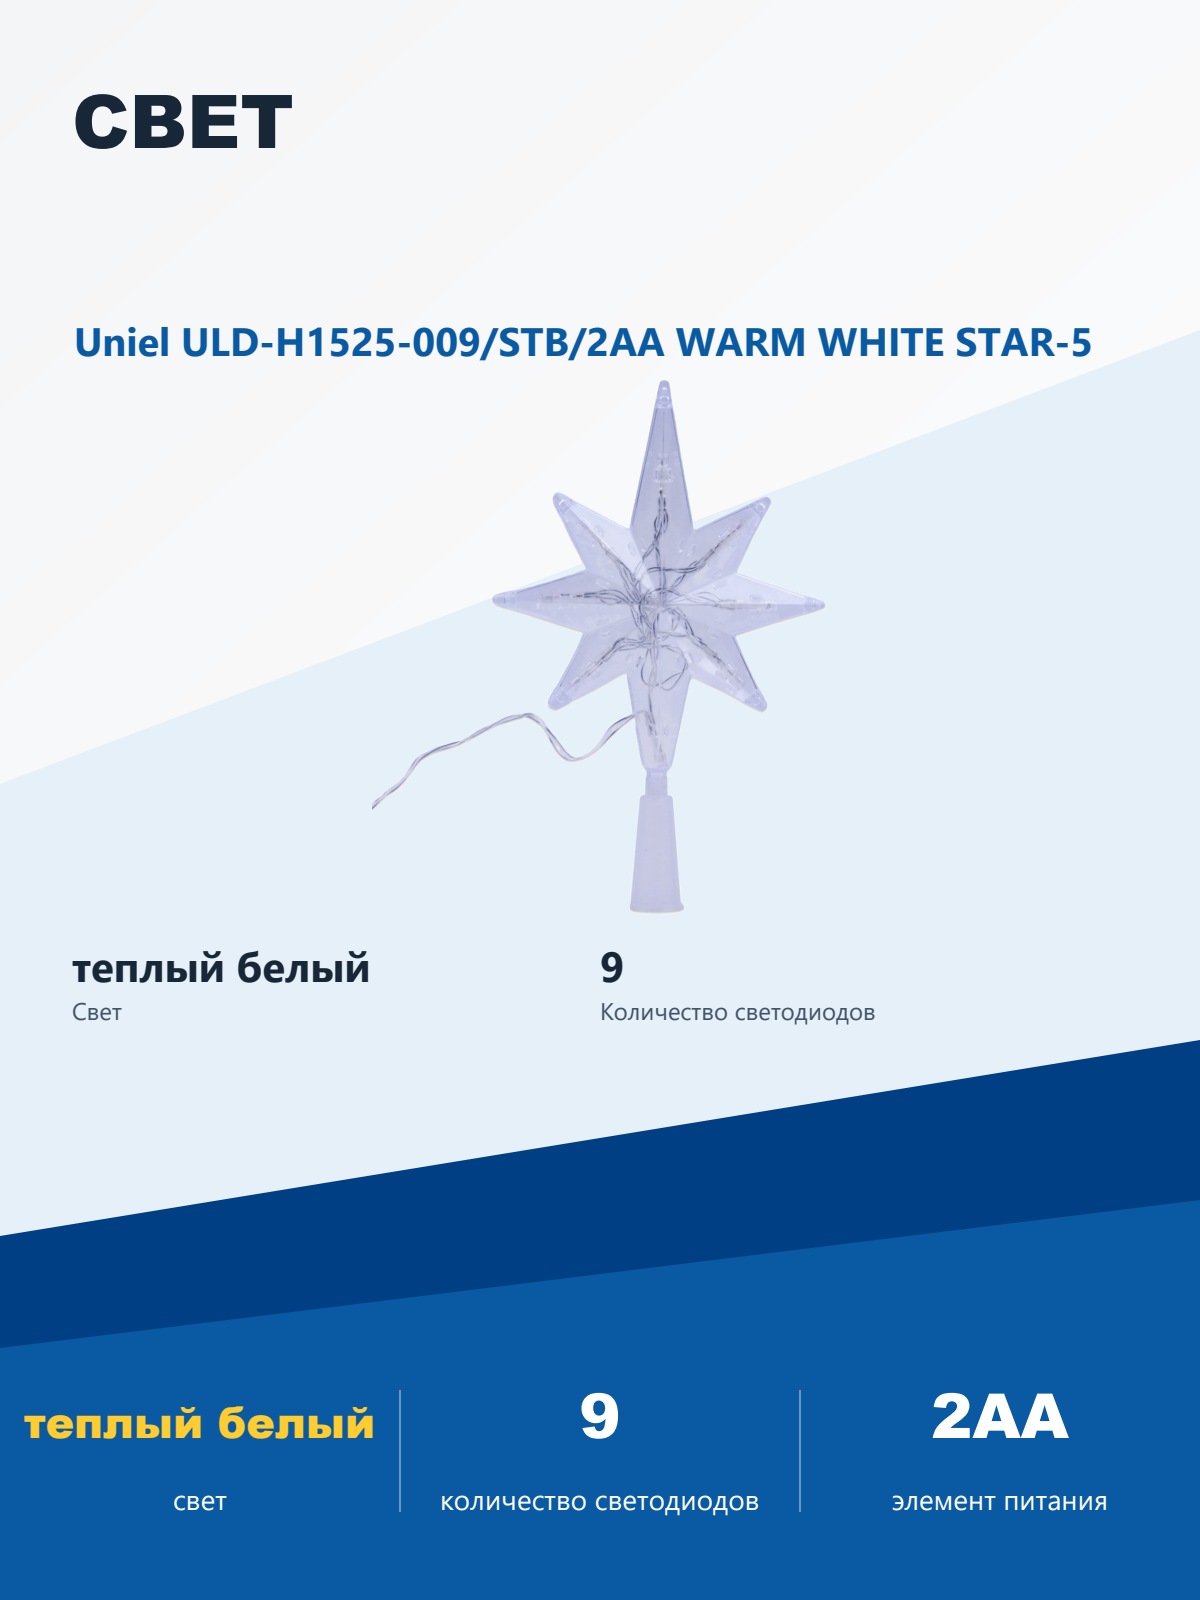 СВЕТ
Uniel ULD-H1525-009/STB/2AA WARM WHITE STAR-5
теплый белый
Свет
9
Количество светодиодов
теплый белый
свет
9
количество светодиодов
2AA
элемент питания